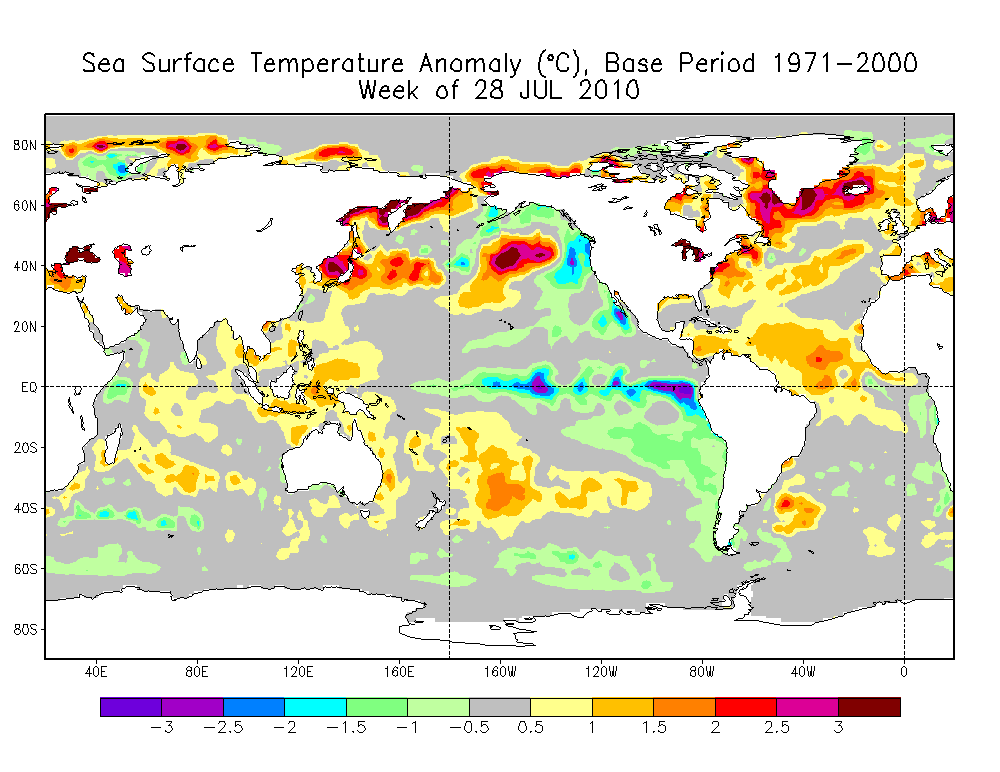 Sea Surface Temperature Anomaly (°C), Base Period 1971−2000
Week of 28 JUL 2010
80N
60N
40N
20N
EQ
20S
40S
60S
80S
40E 80E 120E 160E 160W 120W 80W 40W 0
−3 −2.5 −2 −1.5 −1 −0.5 0.5 1 1.5 2 2.5 3